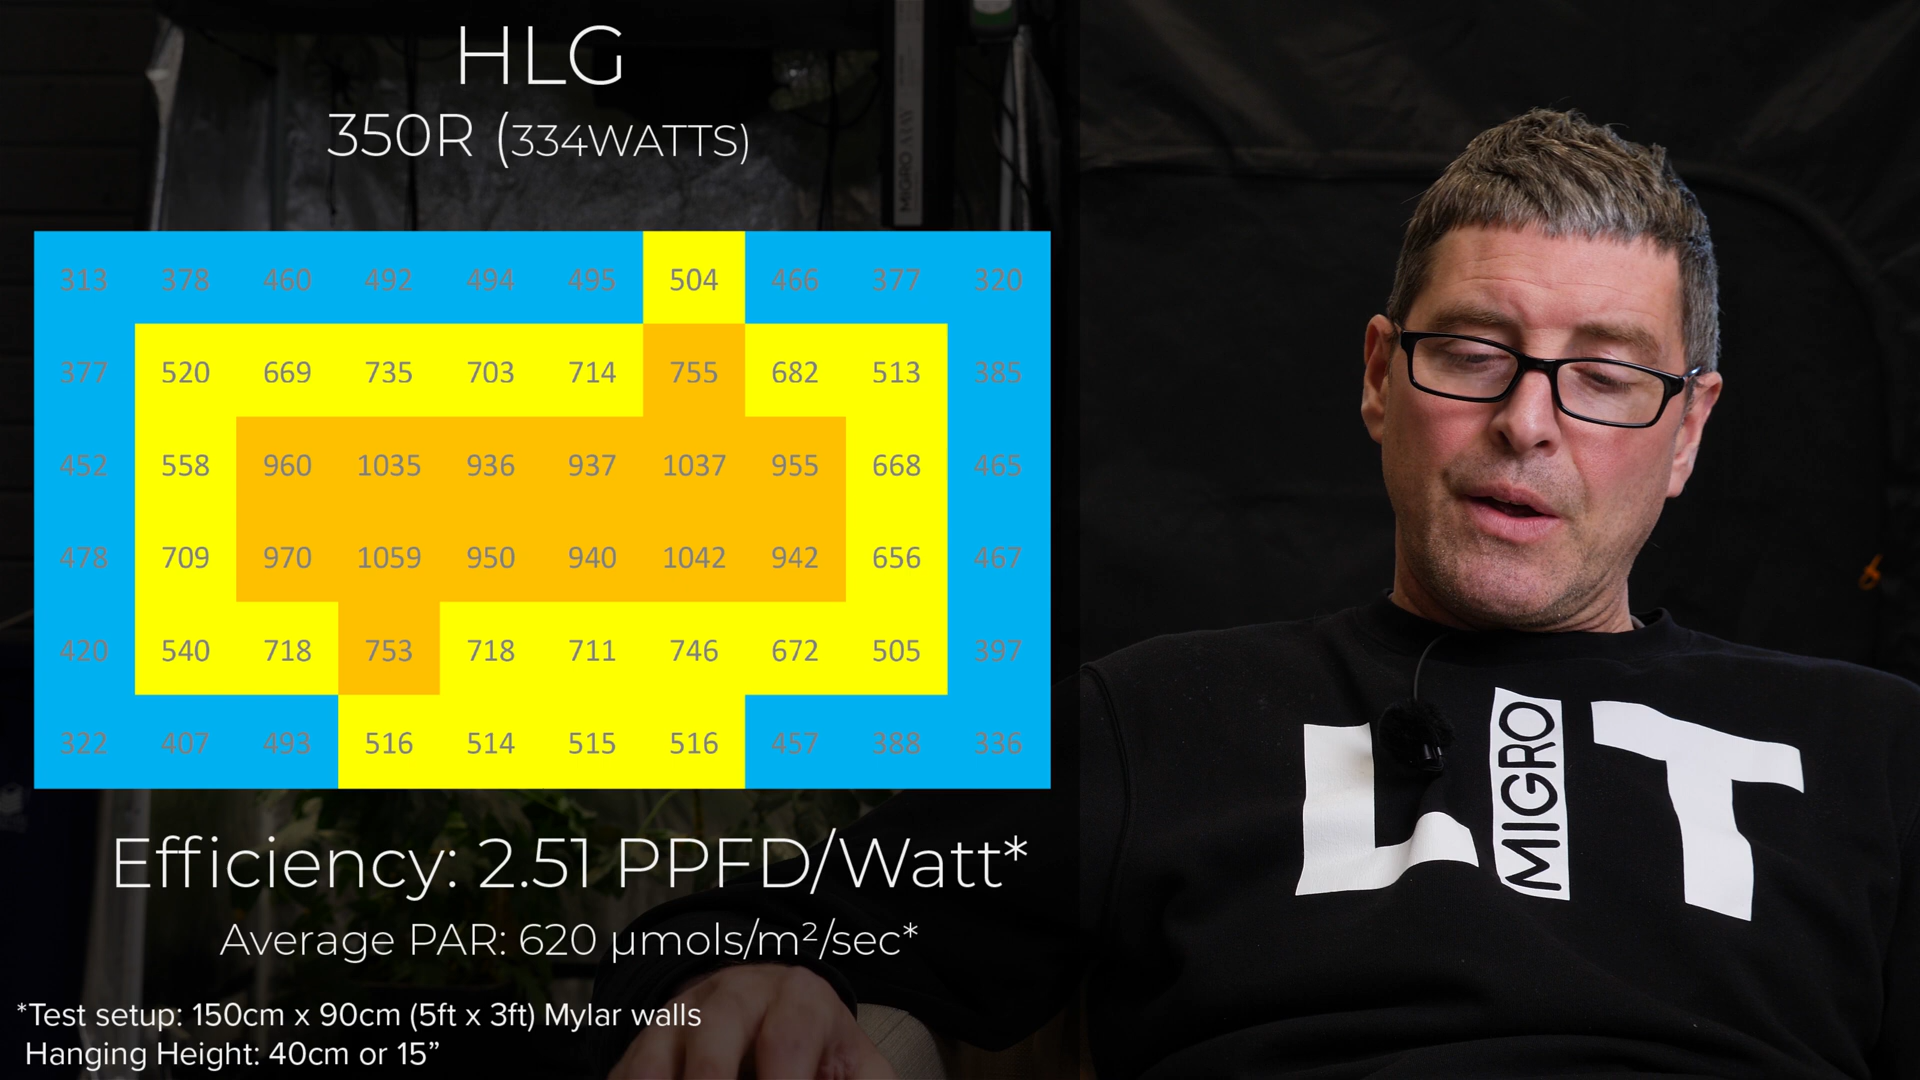 HLG
350R (334WATTS)
MIGRO
313 378 460 492 494 495 504 466 377 320
377 520 669 735 703 714 755 682 513 385
452 558 960 1035 936 937 1037 955 668 465
478 709 970 1059 950 940 1042 942 656 467
420 540 718 753 718 711 746 672 505 397
322 407 493 516 514 515 516 457 388 336
Efficiency: 2.51 PPFD/Watt*
Average PAR: 620 µmols/m²/sec*
*Test setup: 150cm x 90cm (5ft x 3ft) Mylar walls
Hanging Height: 40cm or 15”
L MIGRO T